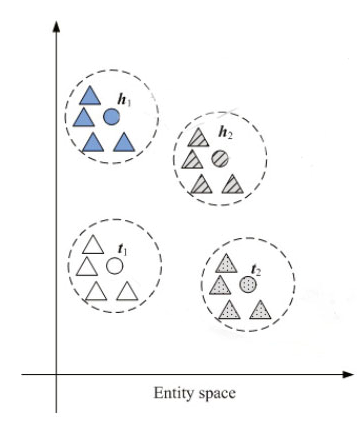 h₁
h₂
t₁
t₂
Entity space